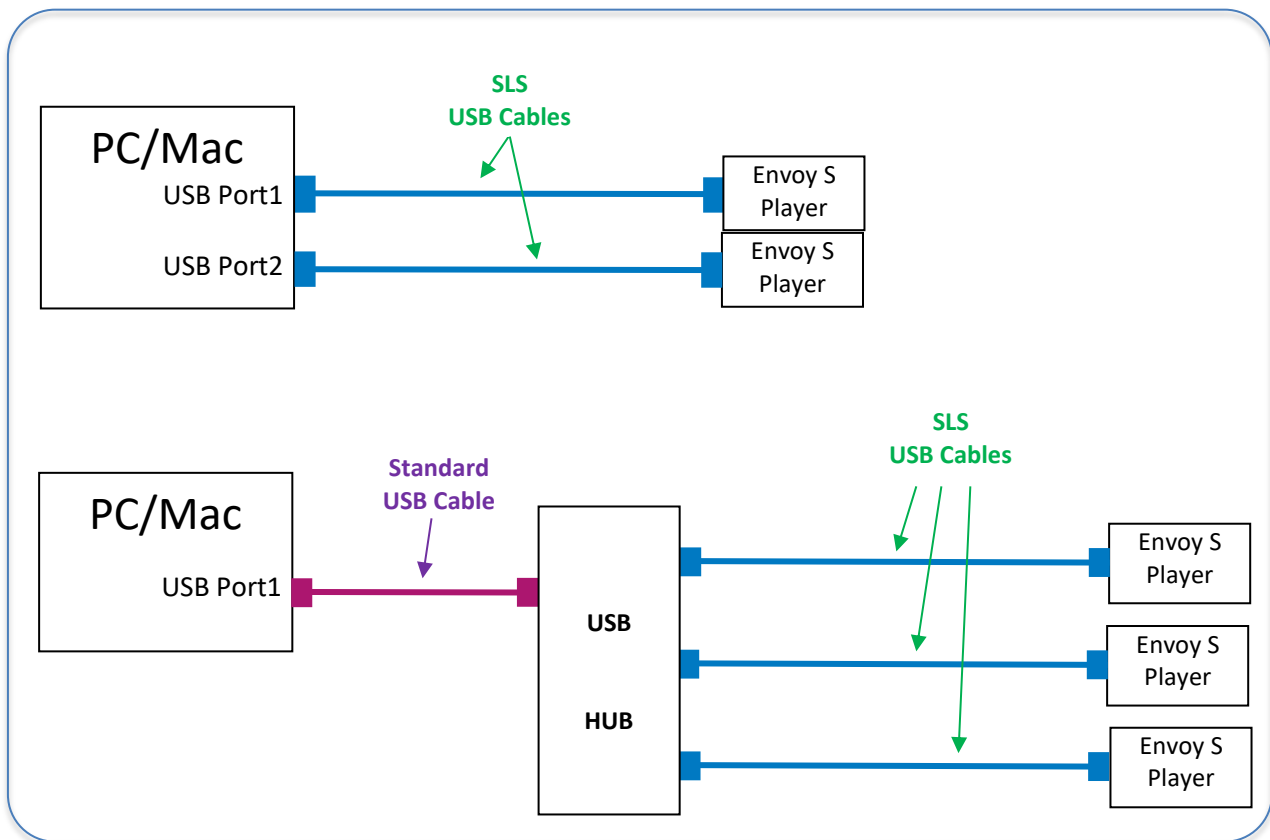 SLS
USB Cables
PC/Mac
USB Port1
USB Port2
Envoy S
Player
Envoy S
Player
SLS
USB Cables
Standard
USB Cable
PC/Mac
USB Port1
USB
HUB
Envoy S
Player
Envoy S
Player
Envoy S
Player